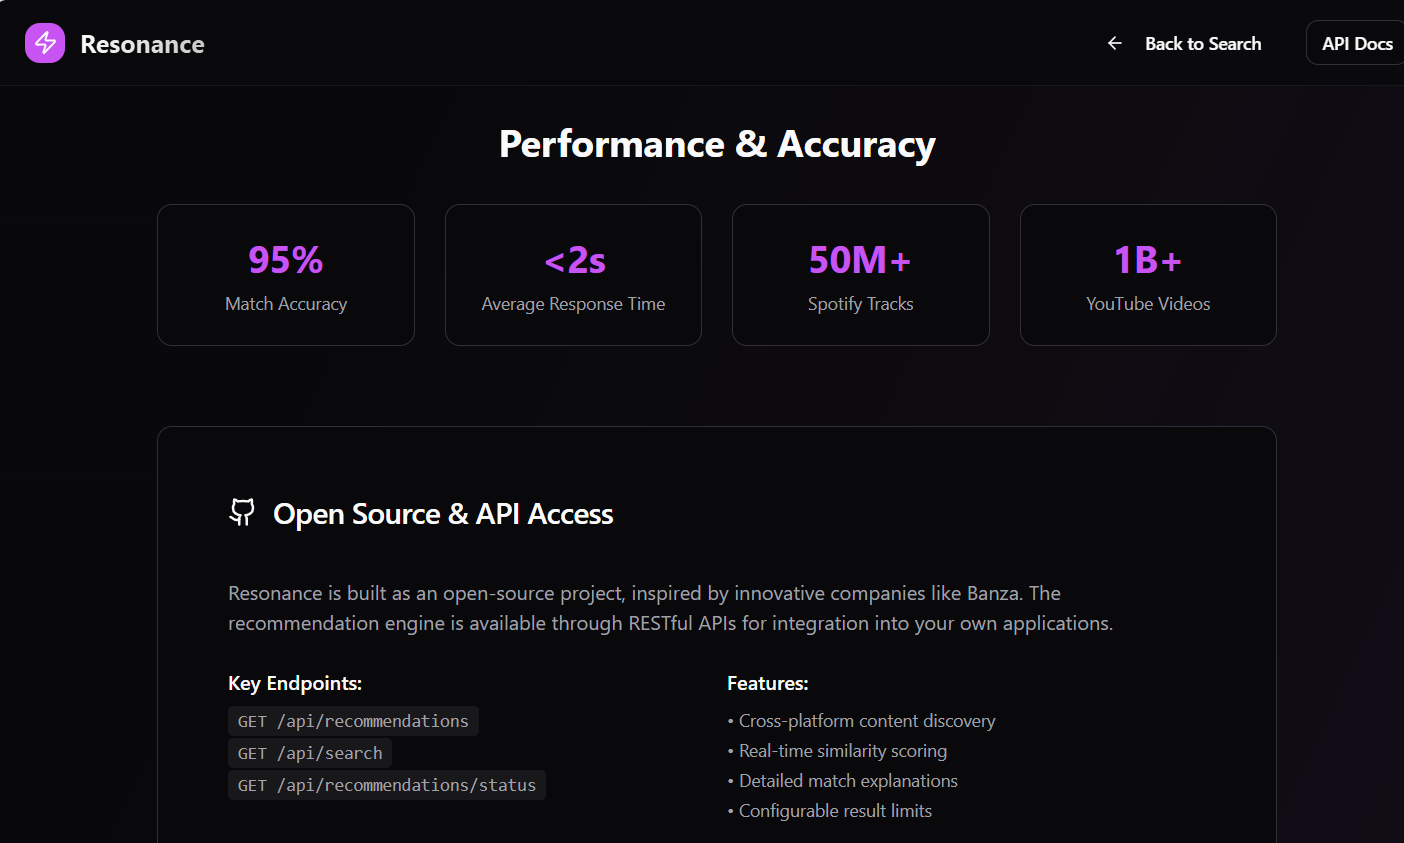 Resonance
Back to Search
API Docs
Performance & Accuracy
95%
Match Accuracy
<2s
Average Response Time
50M+
Spotify Tracks
1B+
YouTube Videos
Open Source & API Access
Resonance is built as an open-source project, inspired by innovative companies like Banza. The
recommendation engine is available through RESTful APIs for integration into your own applications.
Key Endpoints:
GET /api/recommendations
GET /api/search
GET /api/recommendations/status
Features:
• Cross-platform content discovery
• Real-time similarity scoring
• Detailed match explanations
• Configurable result limits